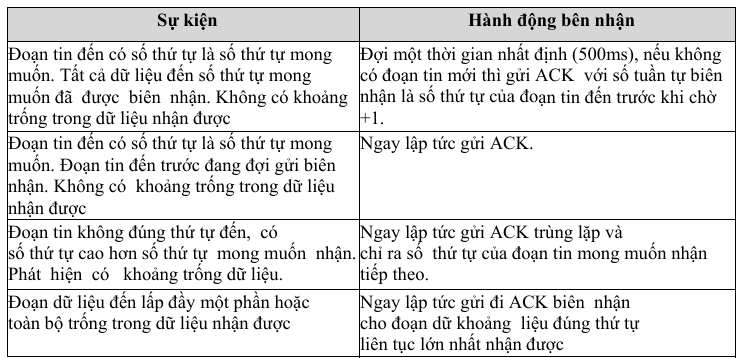 Sự kiện
Hành động bên nhận
Đoạn tin đến có số thứ tự là số thứ tự mong
muốn. Tất cả dữ liệu đến số thứ tự mong
muốn đã được biên nhận. Không có khoảng
trống trong dữ liệu nhận được
Đợi một thời gian nhất định (500ms), nếu không
có đoạn tin mới thì gửi ACK với số tuần tự biên
nhận là số thứ tự của đoạn tin đến trước khi chờ
+1.
Đoạn tin đến có số thứ tự là số thứ tự mong
muốn. Đoạn tin đến trước đang đợi gửi biên
nhận. Không có khoảng trống trong dữ liệu
nhận được
Ngay lập tức gửi ACK.
Đoạn tin không đúng thứ tự đến, có
số thứ tự cao hơn số thứ tự mong muốn nhận.
Phát hiện có khoảng trống dữ liệu.
Ngay lập tức gửi ACK trùng lặp và
chỉ ra số thứ tự của đoạn tin mong muốn nhận
tiếp theo.
Đoạn dữ liệu đến lấp đầy một phần hoặc
toàn bộ trống trong dữ liệu nhận được
Ngay lập tức gửi đi ACK biên nhận
cho đoạn dữ khoảng liệu đúng thứ tự
liên tục lớn nhất nhận được